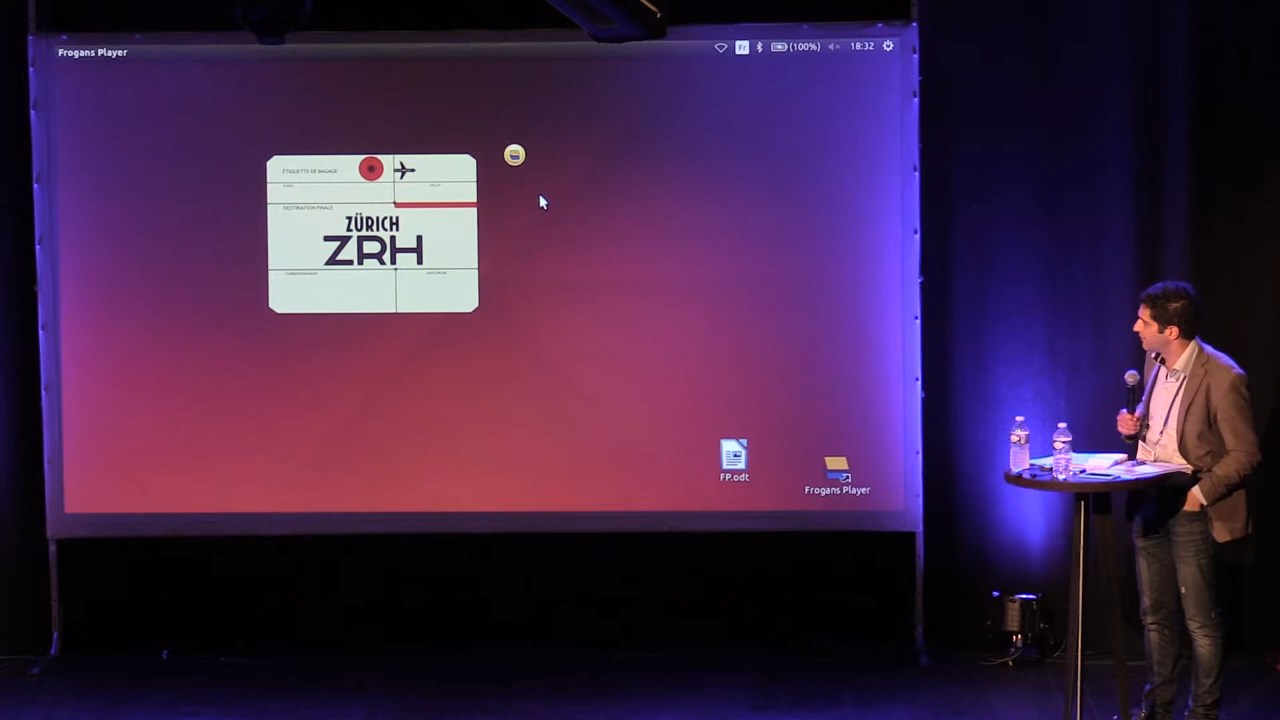 Frogans Player
Fr
(100%)
18:32
ÉTIQUETTE DE BAGAGE
DESTINATION FINALE
ZÜRICH
ZRH
FP.odt
Frogans Player